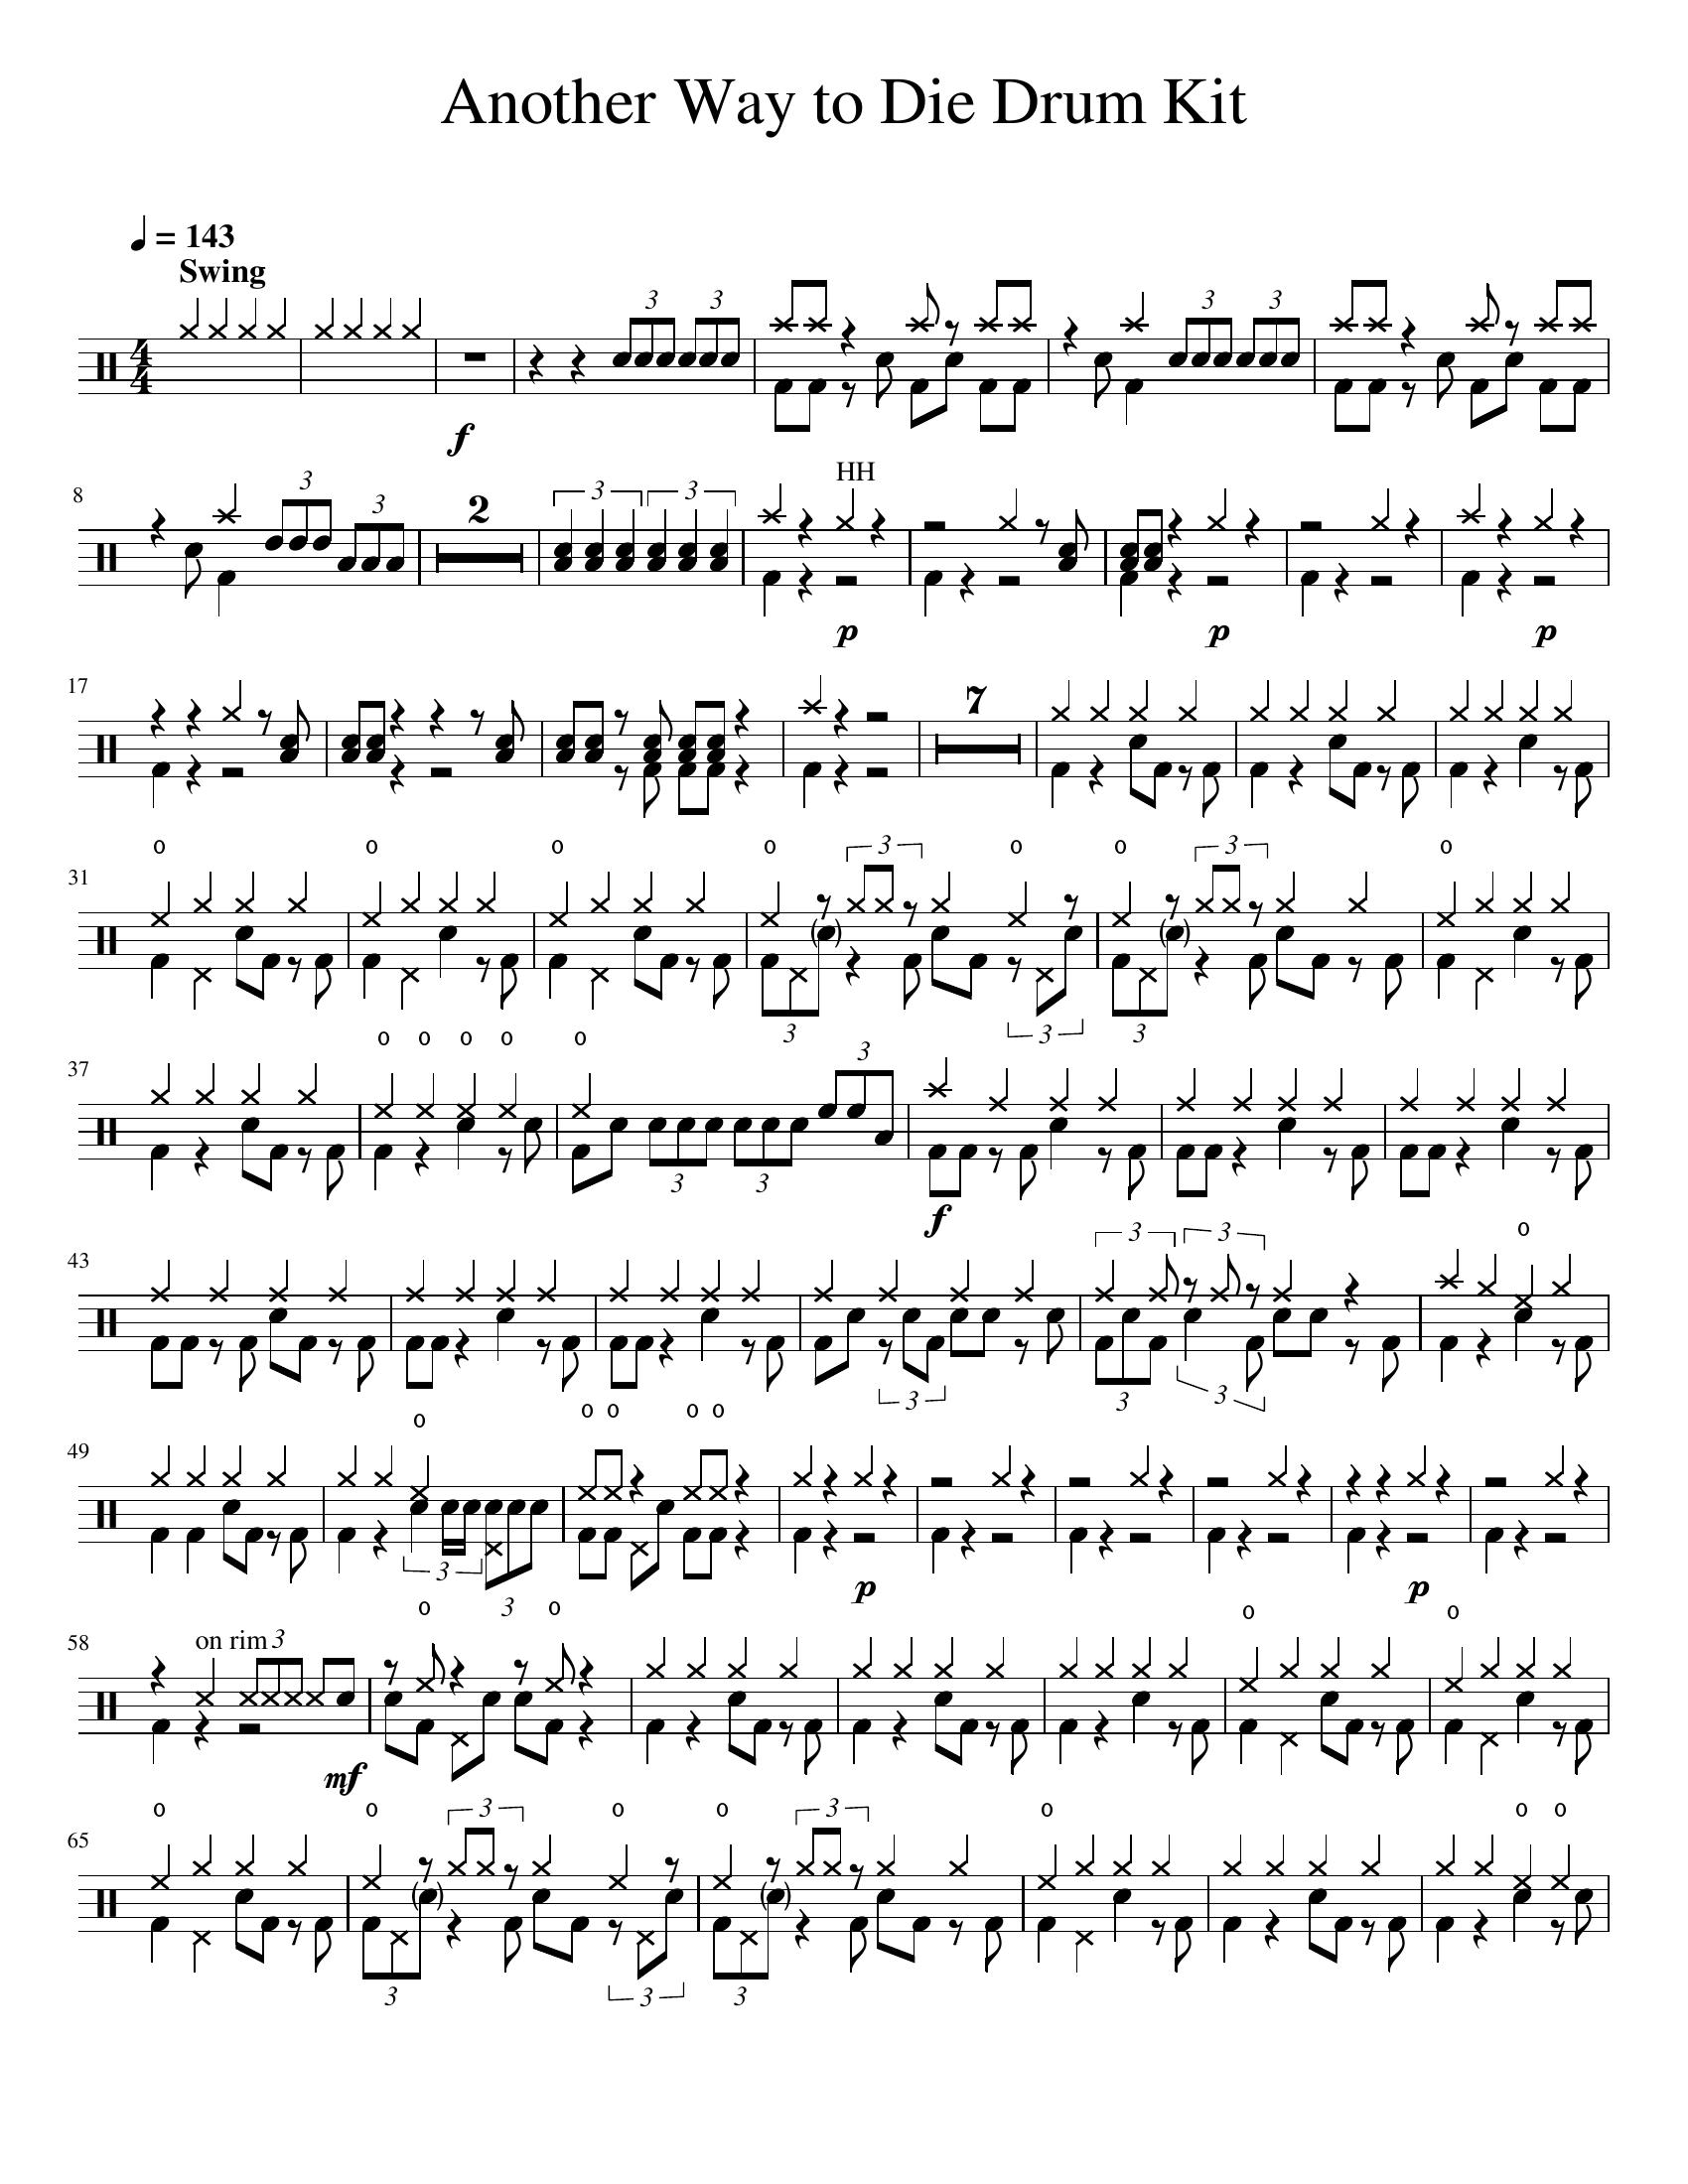 Another Way to Die Drum Kit
= 143
Swing
4 4
3 3 3 3
f
8
3 3 2 3 3 HH
p p p
17
7
31
o o o o 3 o o 3 o
3 3 3
37
o o o o o
3 3 3
f
43
3 3 o
3 3 3
49
o o o o o
3 3
p p
58
on rim 3 o o o o
mf
65
o o 3 o o 3 o o o
3 3 3